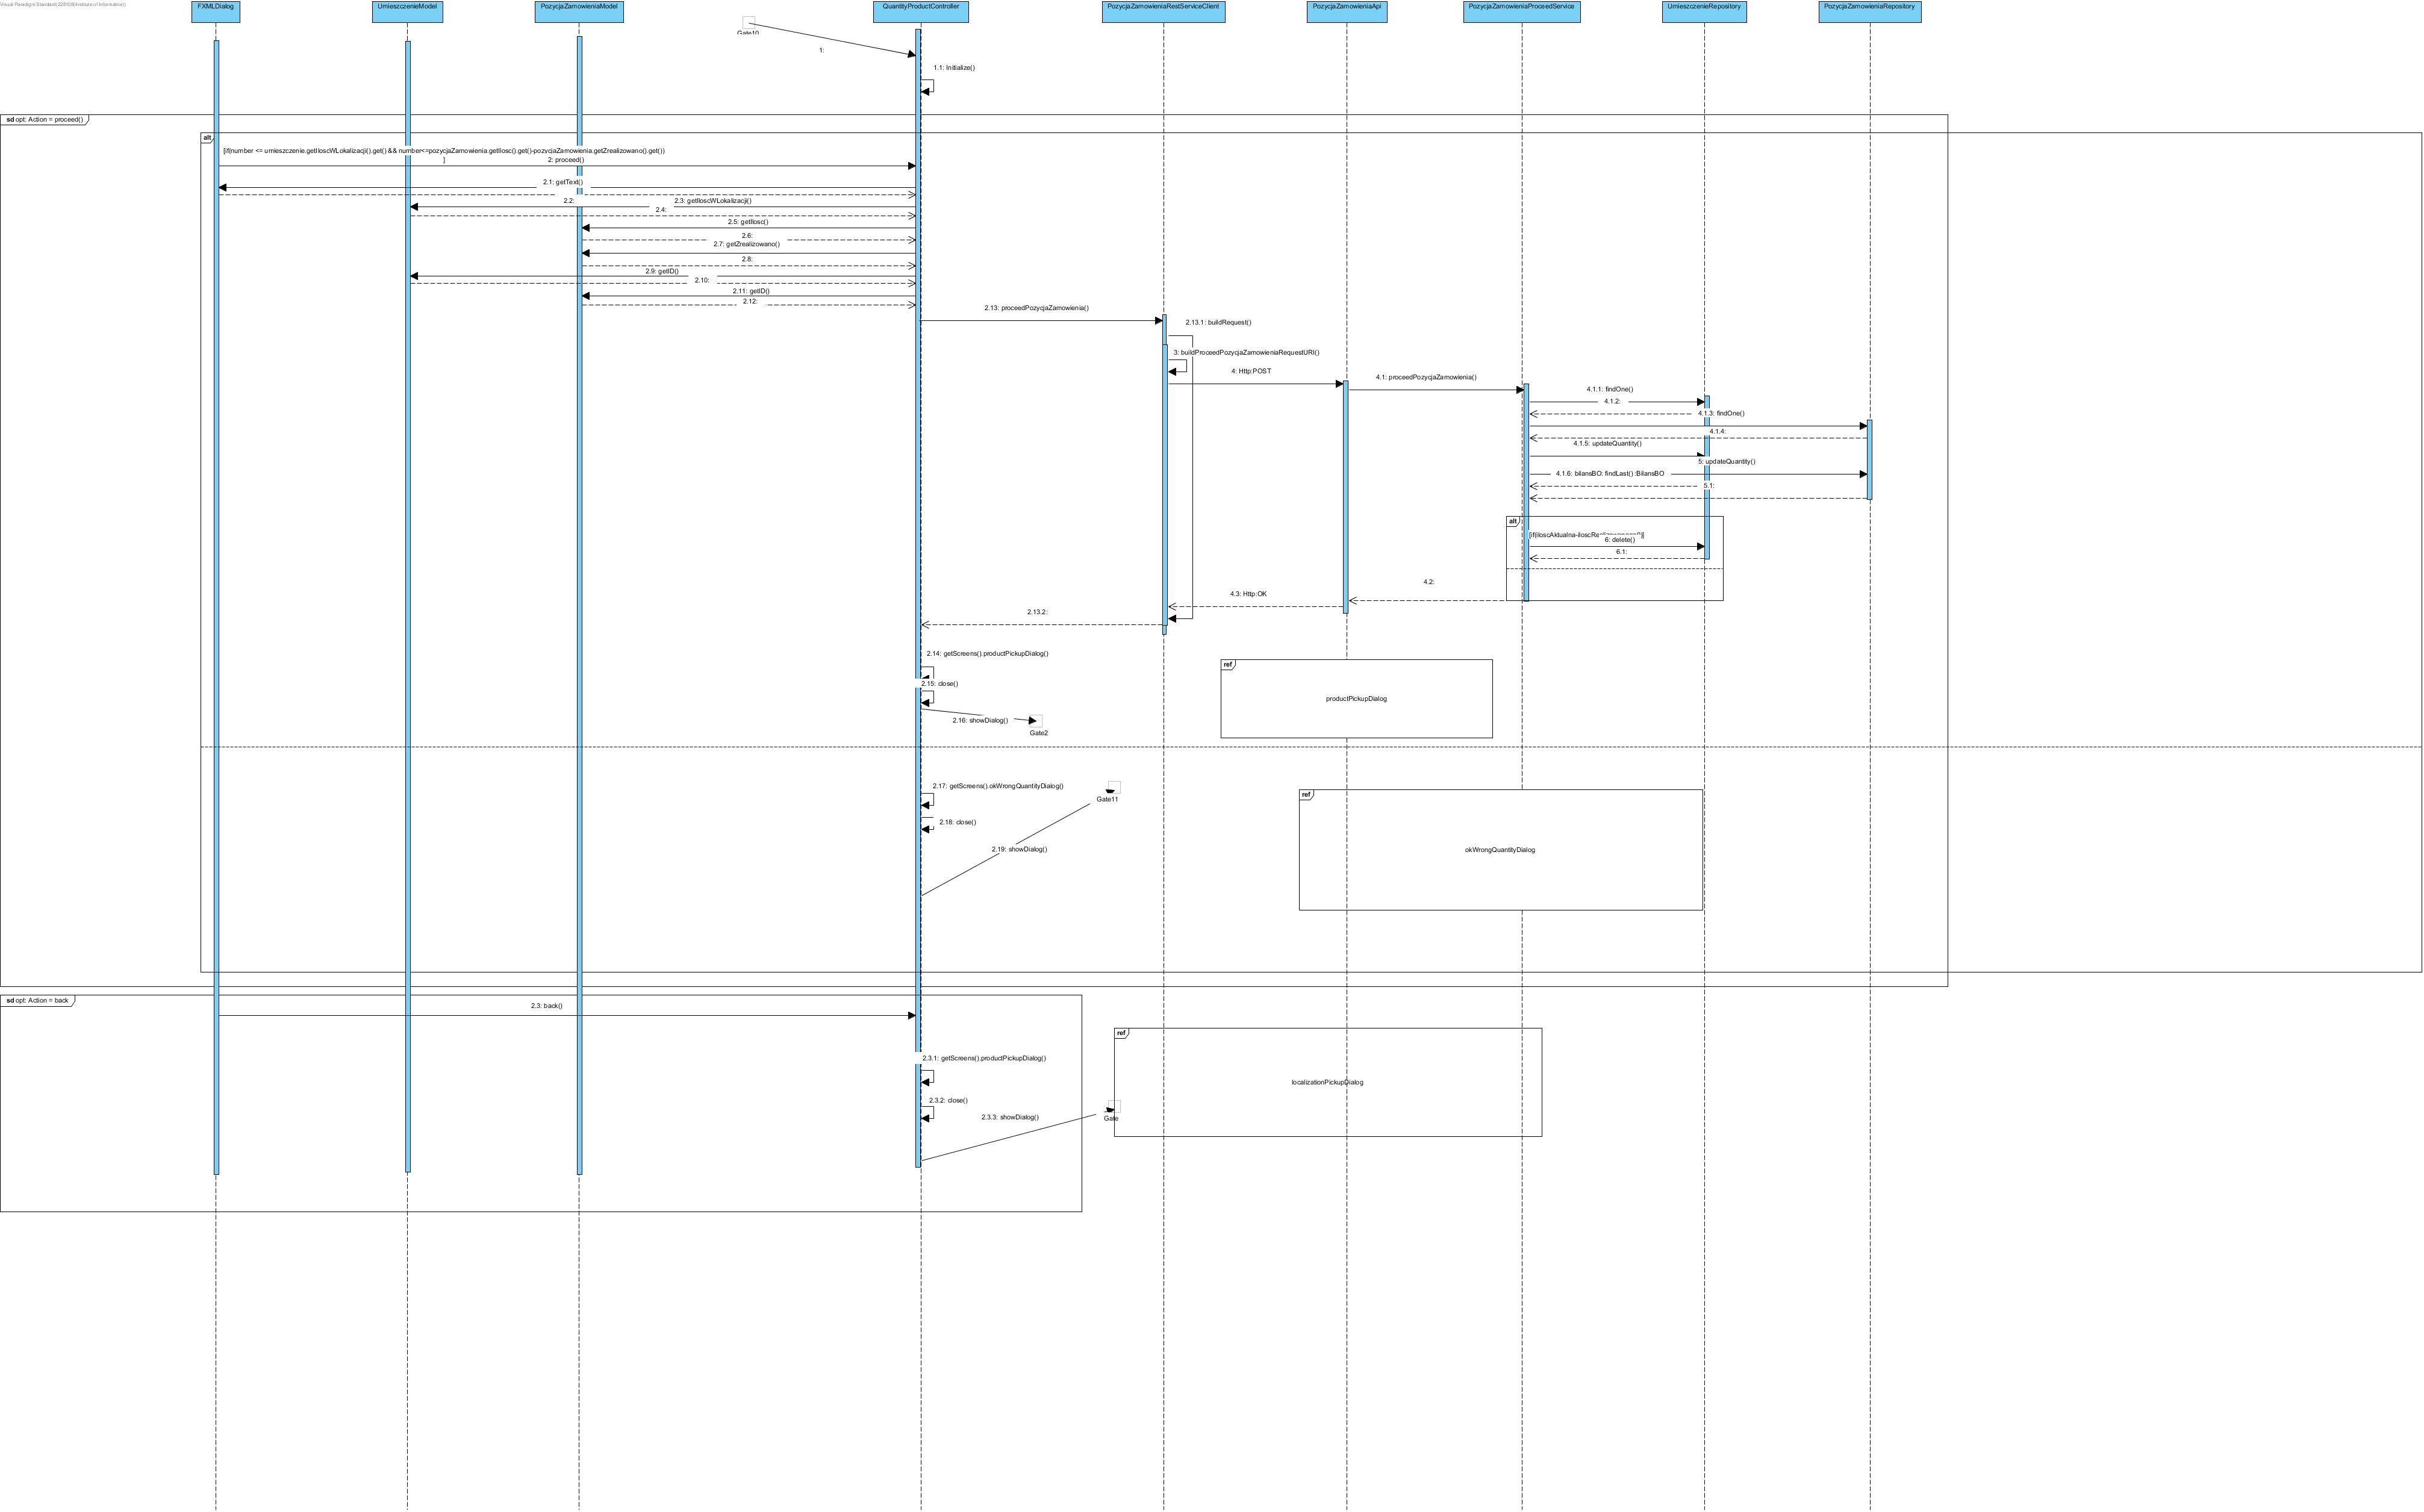 Visual Paradigm Standard(226108(Institute of Informatics))
FXMLDialog
UmieszczenieModel
PozycjaZamowieniaModel
QuantityProductController
PozycjaZamowieniaRestServiceClient
PozycjaZamowieniaApi
PozycjaZamowieniaProceedService
UmieszczenieRepository
PozycjaZamowieniaRepository
Gate10
1:
1.1: Initialize()
sd opt: Action = proceed()
alt
[if(number <= umieszczenie.getIloscWLokalizacji().get() && number<=pozycjaZamowienia.getIlosc().get()-pozycjaZamowienia.getZrealizowano().get())
]
2: proceed()
2.1: getText()
2.2:
2.3: getIloscWLokalizacji()
2.4:
2.5: getIlosc()
2.6:
2.7: getZrealizowano()
2.8:
2.9: getID()
2.10:
2.11: getID()
2.12:
2.13: proceedPozycjaZamowienia()
2.13.1: buildRequest()
3: buildProceedPozycjaZamowieniaRequestURI()
4: Http:POST
4.1: proceedPozycjaZamowienia()
4.1.1: findOne()
4.1.2:
4.1.3: findOne()
4.1.4:
4.1.5: updateQuantity()
5: updateQuantity()
4.1.6: bilansBO: findLast() :BilansBO
5.1:
alt
6: delete()
6.1:
4.2:
4.3: Http:OK
2.13.2:
2.14: getScreens().productPickupDialog()
2.15: close()
2.16: showDialog()
Gate2
ref
productPickupDialog
2.17: getScreens().okWrongQuantityDialog()
Gate11
2.18: close()
2.19: showDialog()
ref
okWrongQuantityDialog
sd opt: Action = back
2.3: back()
2.3.1: getScreens().productPickupDialog()
2.3.2: close()
2.3.3: showDialog()
Gate
ref
localizationPickupDialog